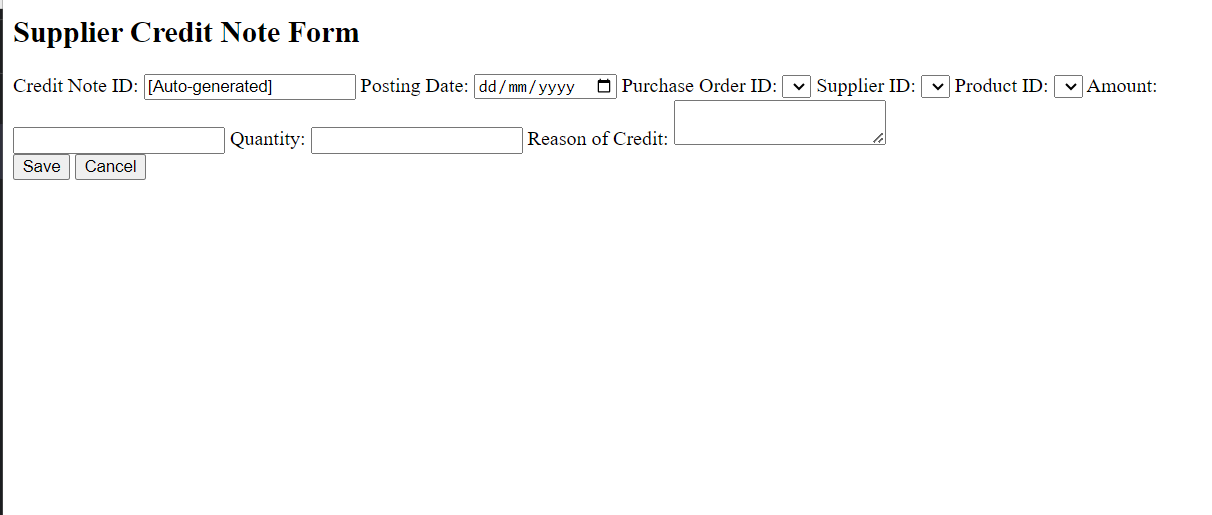 Supplier Credit Note Form
Credit Note ID: [Auto-generated] Posting Date: dd/mm/yyyy Purchase Order ID: Supplier ID: Product ID: Amount:
Quantity: Reason of Credit:
Save Cancel